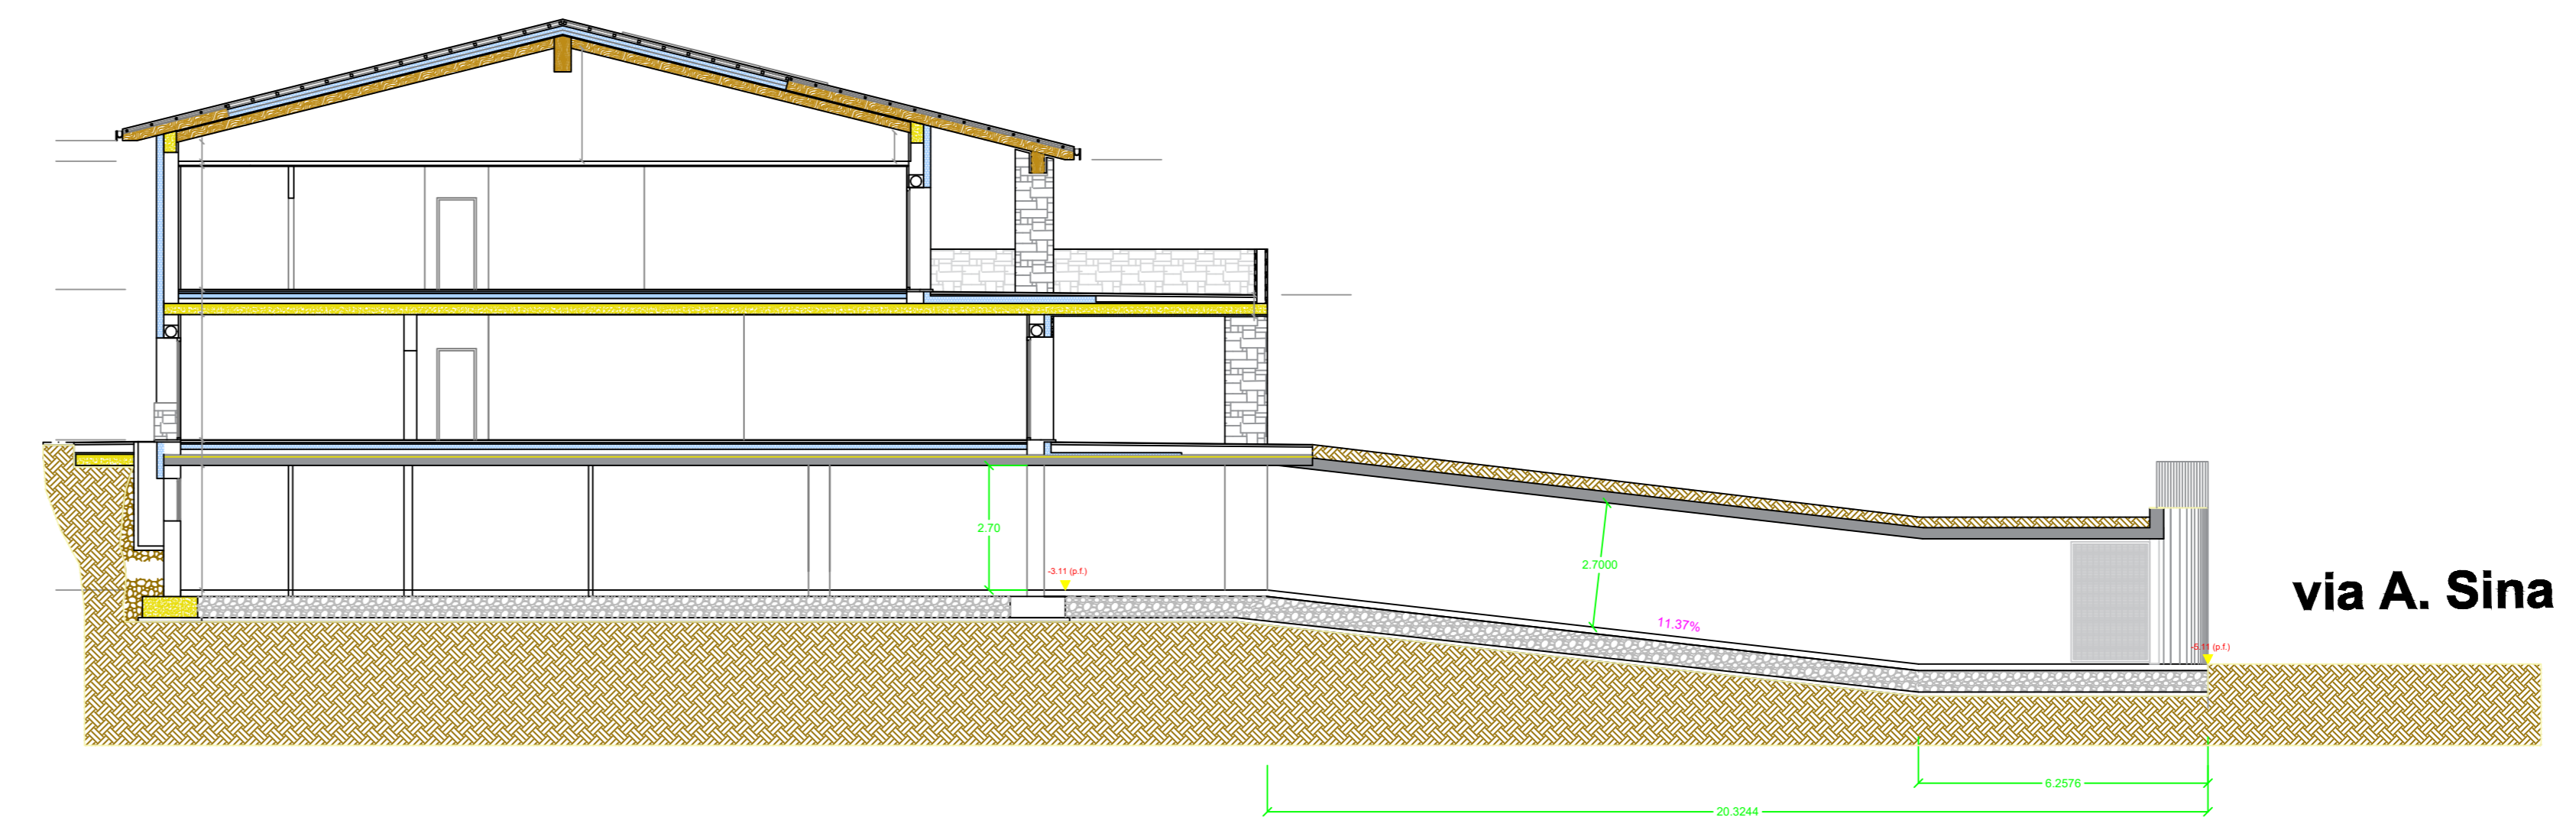 2.70
-3.11 (p.f.)
2.7000
11.37%
via A. Sina
-5.11 (p.f.)
6.2576
20.3244